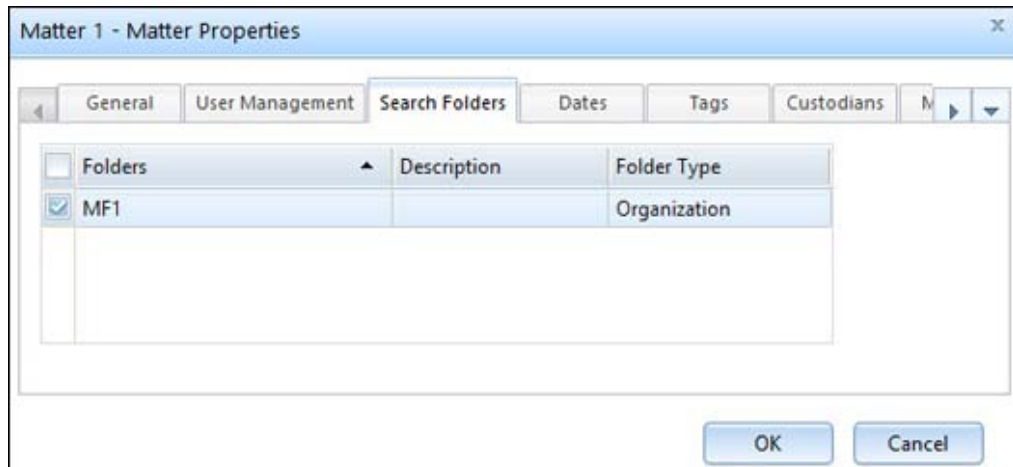 Matter 1 - Matter Properties
x
General User Management Search Folders Dates Tags Custodians
Folders Description Folder Type
MF1 Organization
OK Cancel